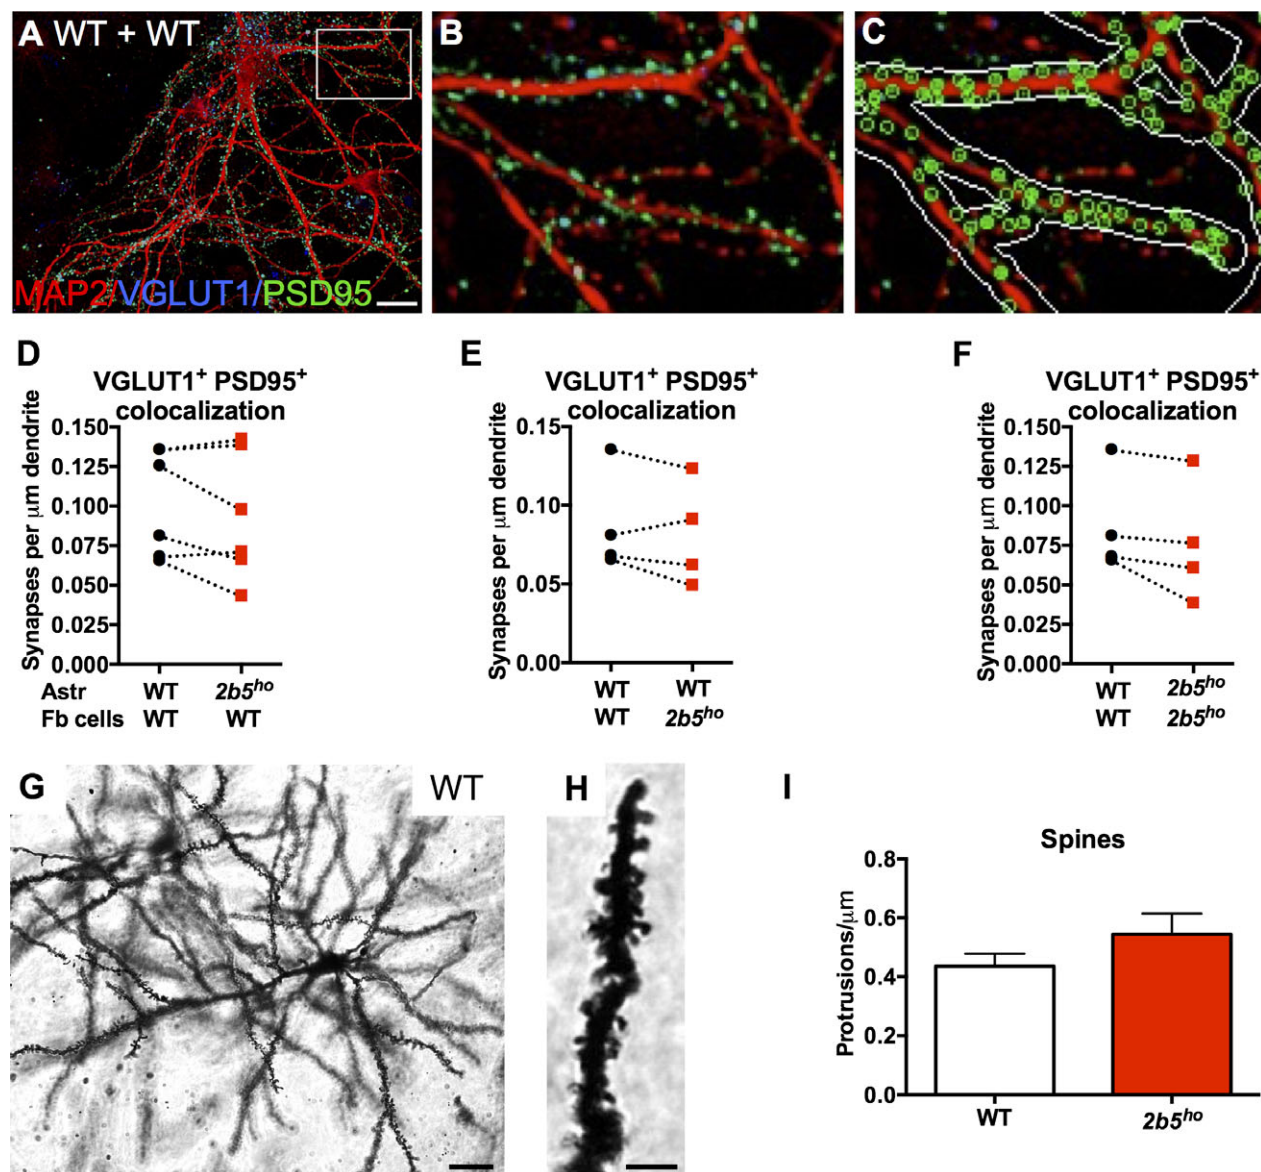 A WT + WT
B
C
MAP2/VGLUT1/PSD95
D
VGLUT1⁺ PSD95⁺
colocalization
Synapses per μm dendrite
0.150
0.125
0.100
0.075
0.050
0.025
0.000
Astr WT 2b5ʰᵒ
Fb cells WT WT
E
VGLUT1⁺ PSD95⁺
colocalization
Synapses per μm dendrite
0.15
0.10
0.05
0.00
WT WT
WT 2b5ʰᵒ
F
VGLUT1⁺ PSD95⁺
colocalization
Synapses per μm dendrite
0.150
0.125
0.100
0.075
0.050
0.025
0.000
WT 2b5ʰᵒ
WT 2b5ʰᵒ
G WT
H
I
Spines
Protrusions/μm
0.8
0.6
0.4
0.2
0.0
WT 2b5ʰᵒ